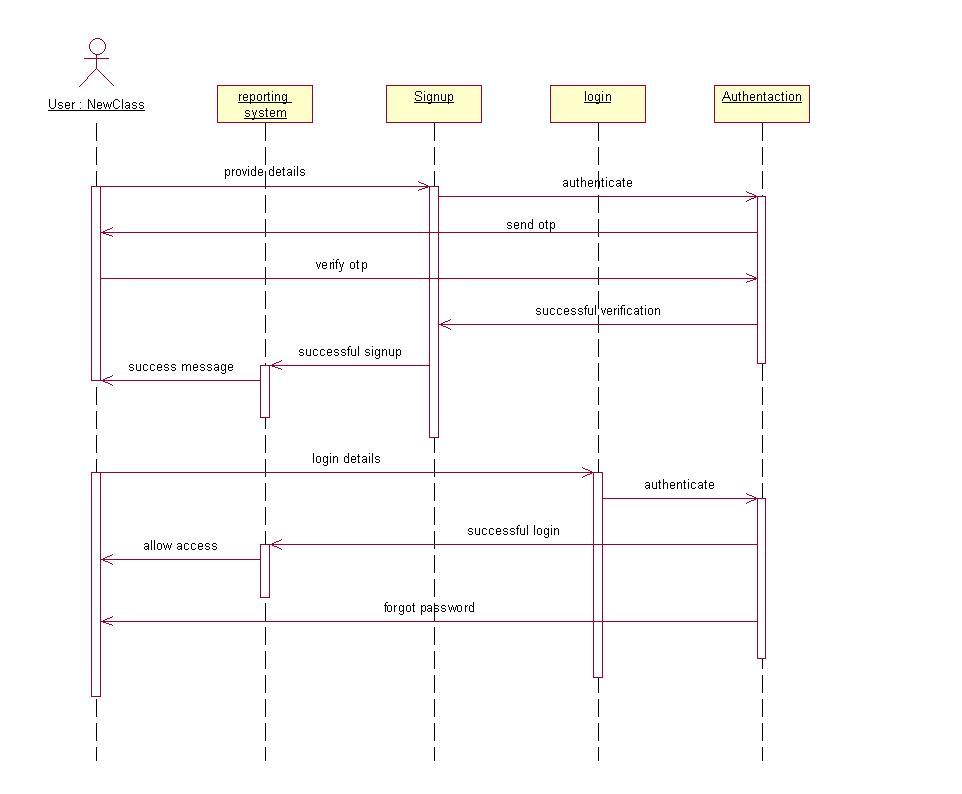 User : NewClass
reporting
system
Signup
login
Authentaction
provide details
authenticate
send otp
verify otp
successful verification
successful signup
success message
login details
authenticate
successful login
allow access
forgot password